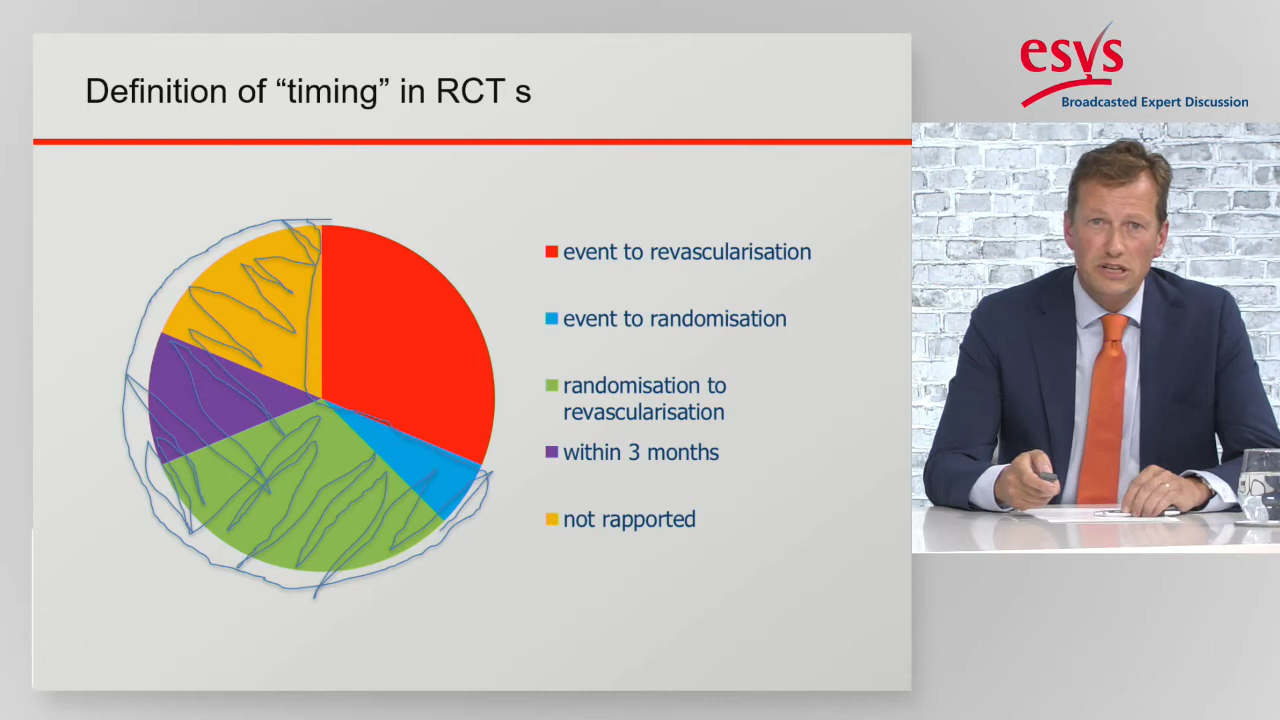 Definition of “timing” in RCT s
event to revascularisation
event to randomisation
randomisation to
revascularisation
within 3 months
not rapported
esvs
Broadcasted Expert Discussion